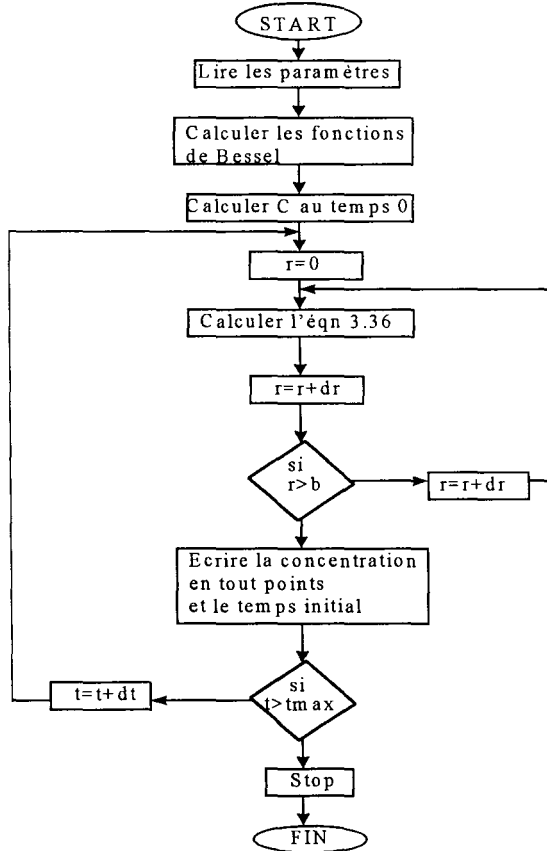 START
Lire les paramètres
Calculer les fonctions
de Bessel
Calculer C au temps 0
r=0
Calculer l'éqn 3.36
r=r+dr
si
r>b
r=r+dr
Ecrire la concentration
en tout points
et le temps initial
t=t+dt
si
t>tmax
Stop
FIN